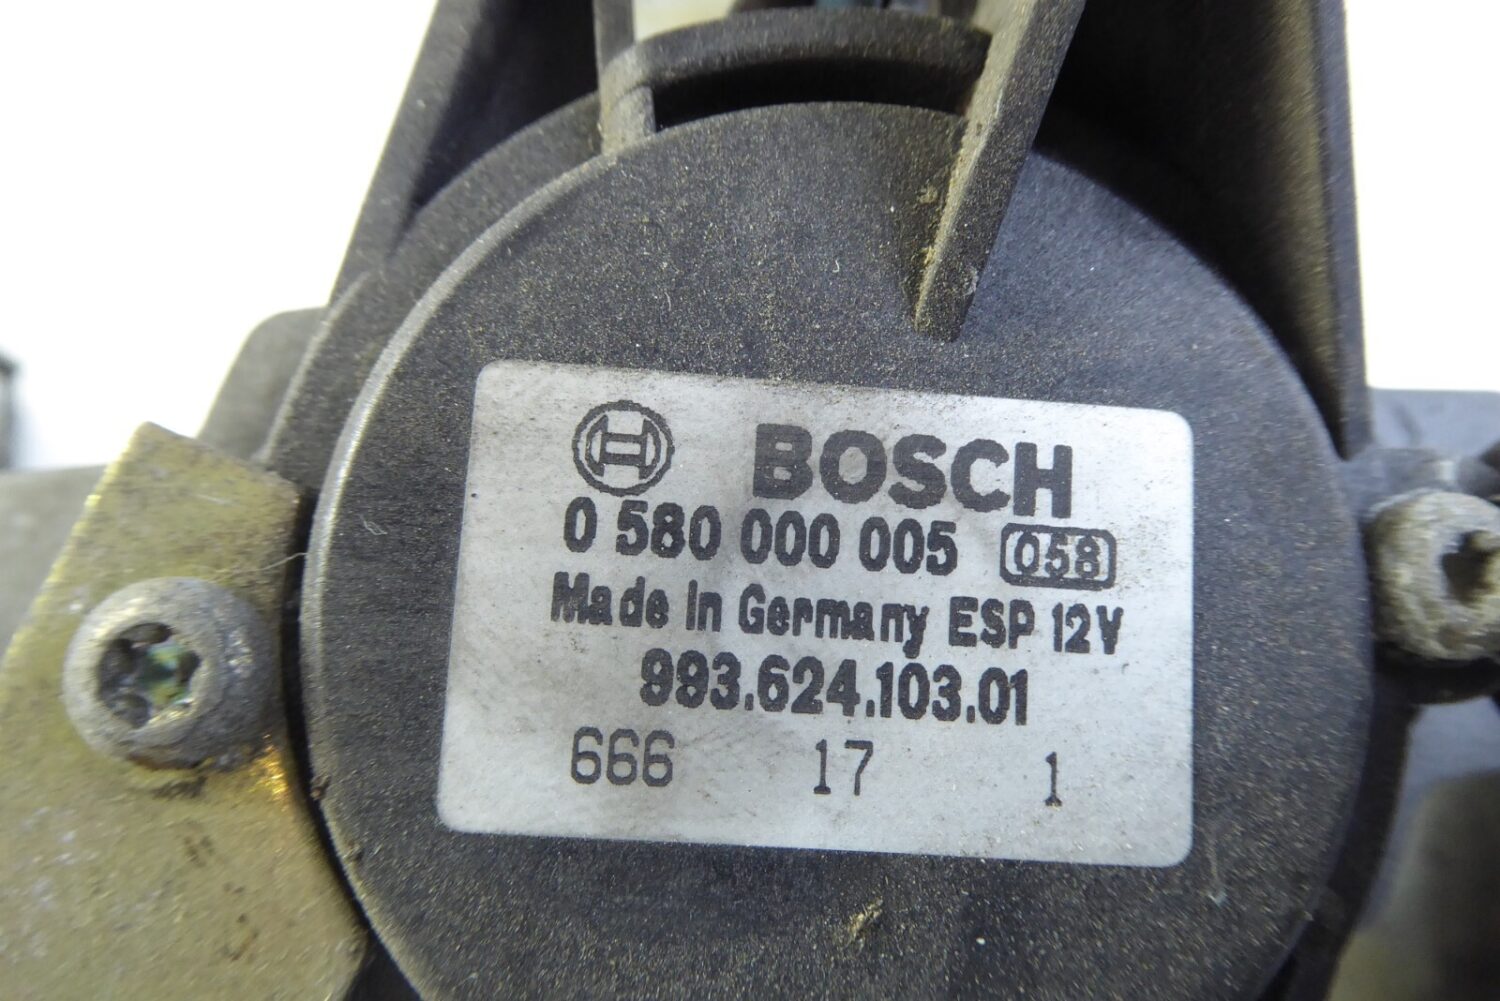 BOSCH
0 580 000 005 058
Made in Germany ESP 12V
993.624.103.01
666 17 1